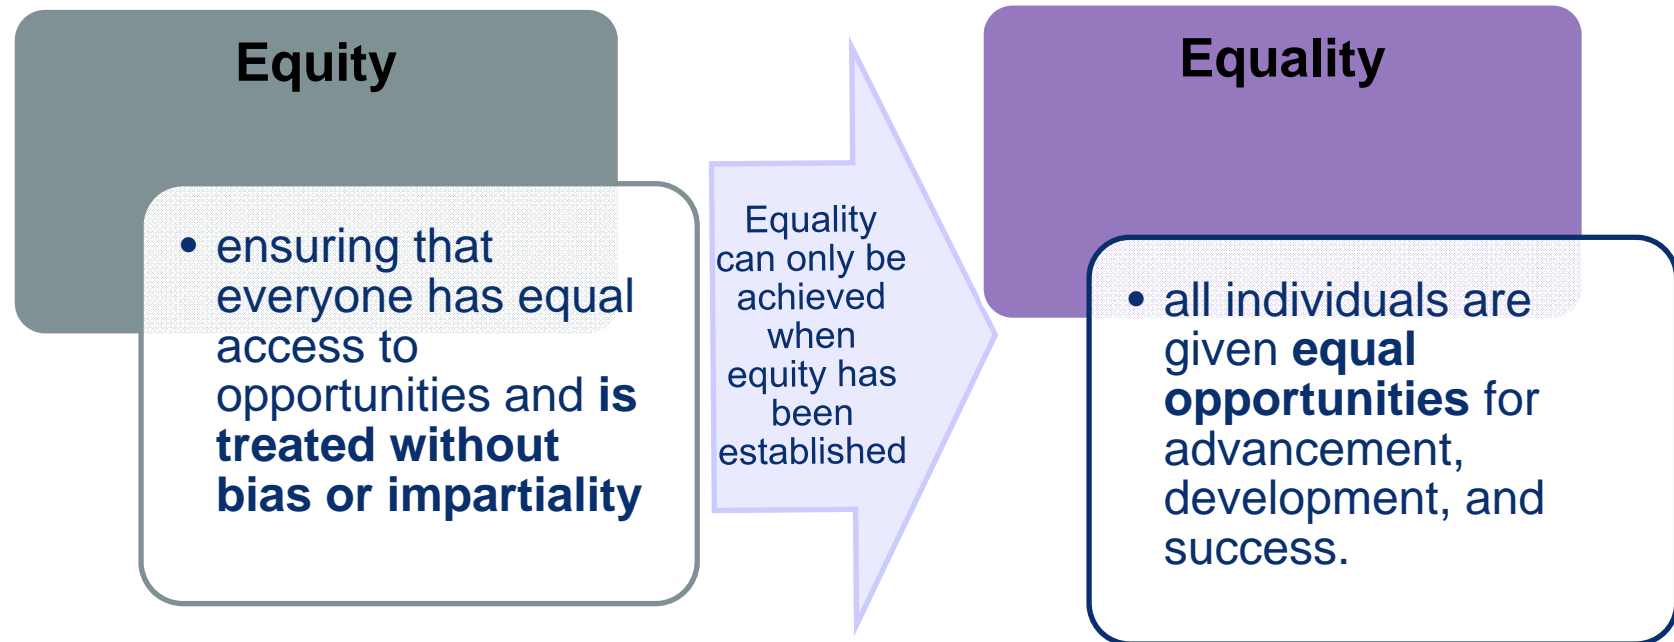 Equity
• ensuring that
everyone has equal
access to
opportunities and is
treated without
bias or impartiality
Equality
can only be
achieved
when
equity has
been
established
Equality
• all individuals are
given equal
opportunities for
advancement,
development, and
success.